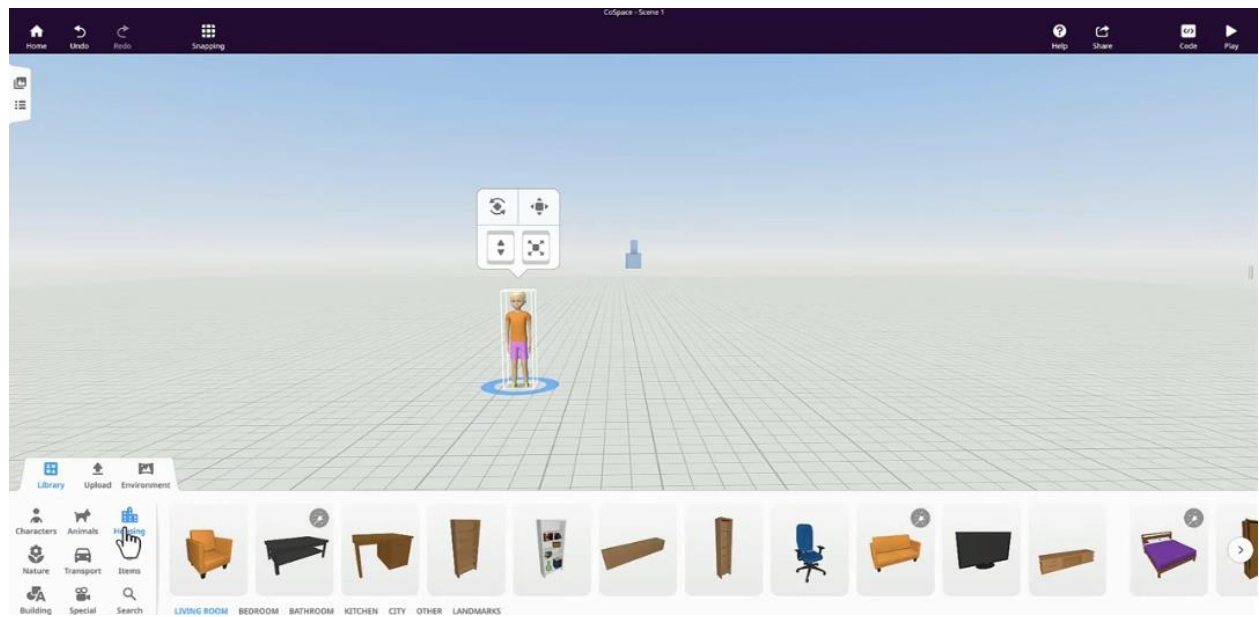 CoSpace - Scene 1
Home Undo Redo Snapping Help Share Code Play
Library Upload Environment
Characters Animals
Nature Transport Items
Building Special Search
LIVING ROOM BEDROOM BATHROOM KITCHEN CITY OTHER LANDMARKS